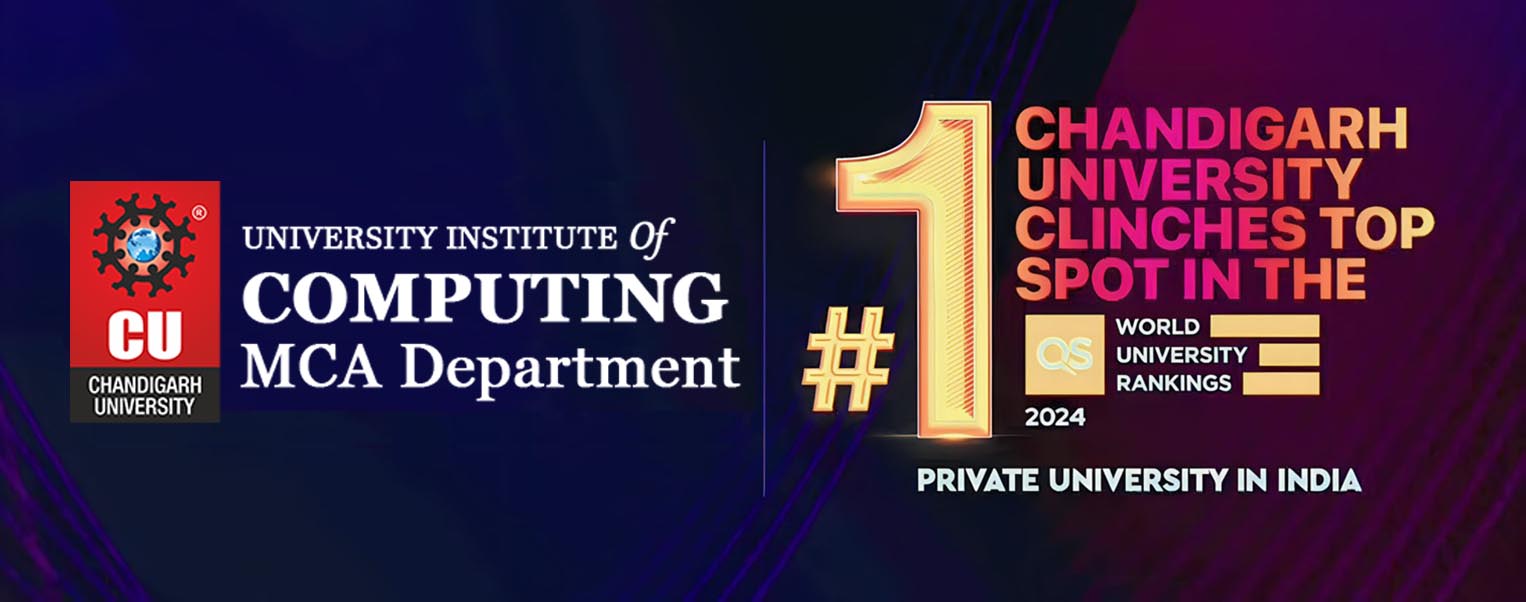 ®
CU
CHANDIGARH
UNIVERSITY
UNIVERSITY INSTITUTE Of
COMPUTING
MCA Department
#1
CHANDIGARH
UNIVERSITY
CLINCHES TOP
SPOT IN THE
QS
WORLD
UNIVERSITY
RANKINGS
2024
PRIVATE UNIVERSITY IN INDIA